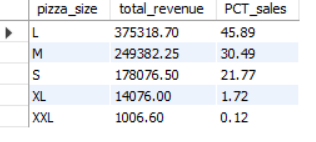 pizza_size total_revenue PCT_sales
L 375318.70 45.89
M 249382.25 30.49
S 178076.50 21.77
XL 14076.00 1.72
XXL 1006.60 0.12